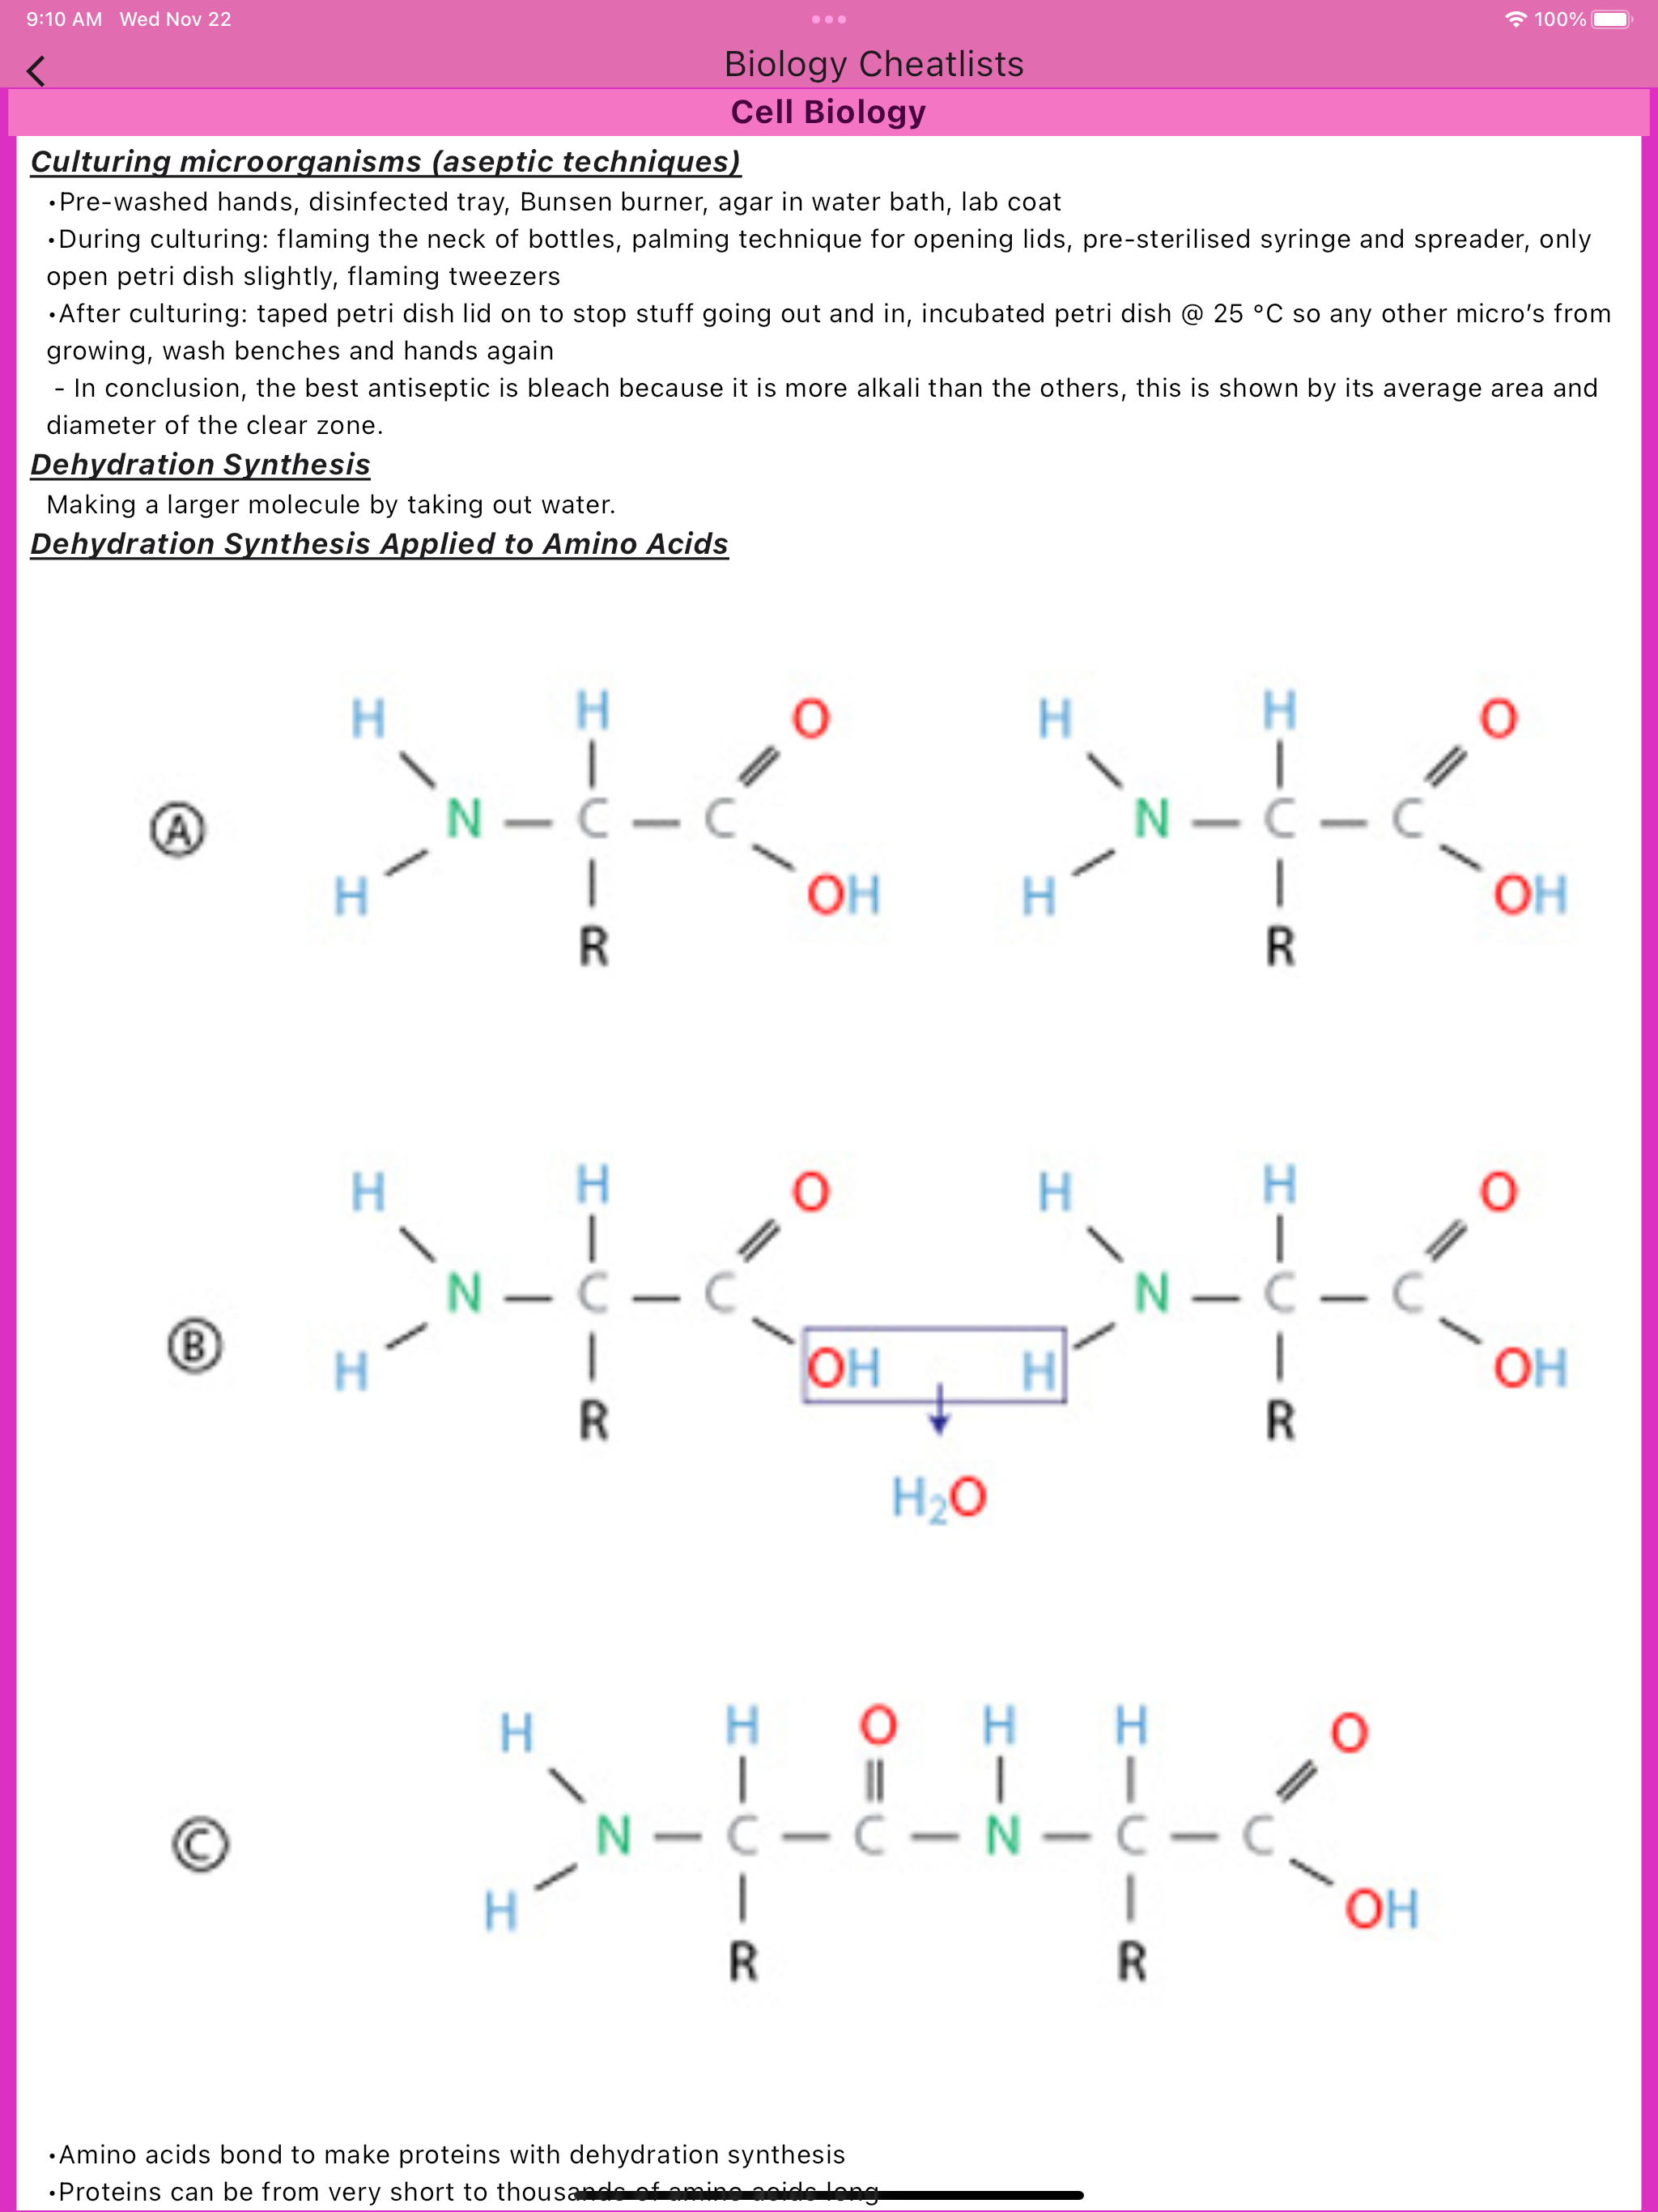 9:10 AM Wed Nov 22
100%
Biology Cheatlists
Cell Biology
Culturing microorganisms (aseptic techniques)
•Pre-washed hands, disinfected tray, Bunsen burner, agar in water bath, lab coat
•During culturing: flaming the neck of bottles, palming technique for opening lids, pre-sterilised syringe and spreader, only
open petri dish slightly, flaming tweezers
•After culturing: taped petri dish lid on to stop stuff going out and in, incubated petri dish @ 25 °C so any other micro’s from
growing, wash benches and hands again
- In conclusion, the best antiseptic is bleach because it is more alkali than the others, this is shown by its average area and
diameter of the clear zone.
Dehydration Synthesis
Making a larger molecule by taking out water.
Dehydration Synthesis Applied to Amino Acids
H H O H H O
A N C C N C C
H OH H OH
R R
H H O H H O
N C C N C C
B H OH H OH
R R
H₂O
H H O H H O
C N C C N C C
H OH
R R
•Amino acids bond to make proteins with dehydration synthesis
•Proteins can be from very short to thousands of amino acids long